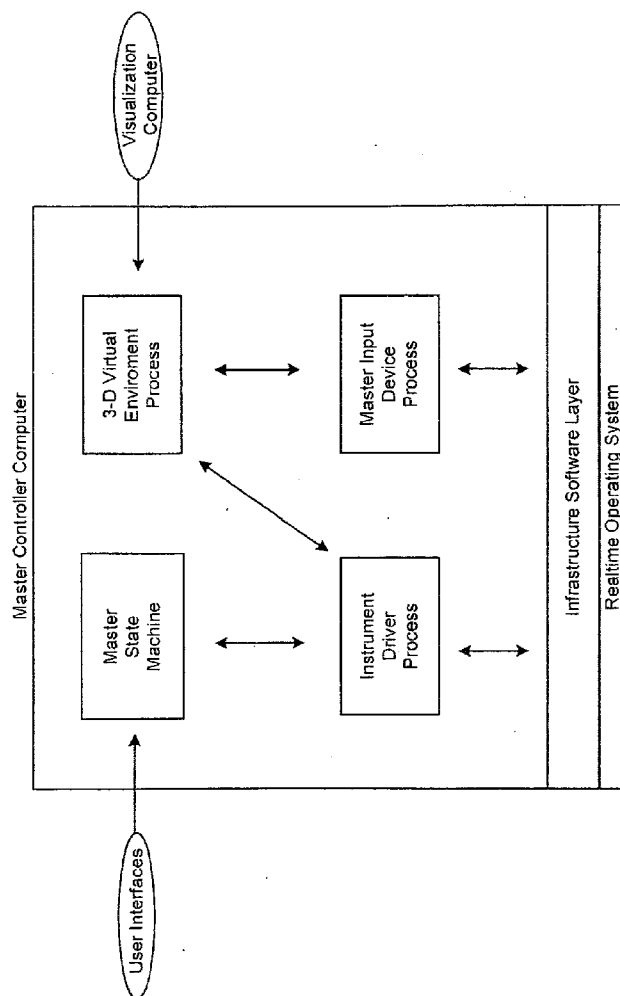 Master Controller Computer
User Interfaces
Master
State
Machine
3-D Virtual
Enviroment
Process
Visualization
Computer
Instrument
Driver
Process
Master Input
Device
Process
Infrastructure Software Layer
Realtime Operating System